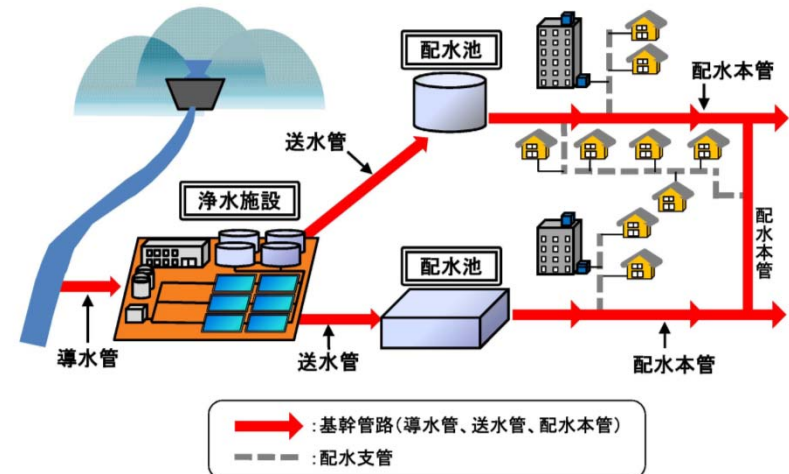 配水池
配水本管
送水管
浄水施設
配水本管
配水池
導水管
送水管
配水本管
:基幹管路(導水管、送水管、配水本管)
:配水支管